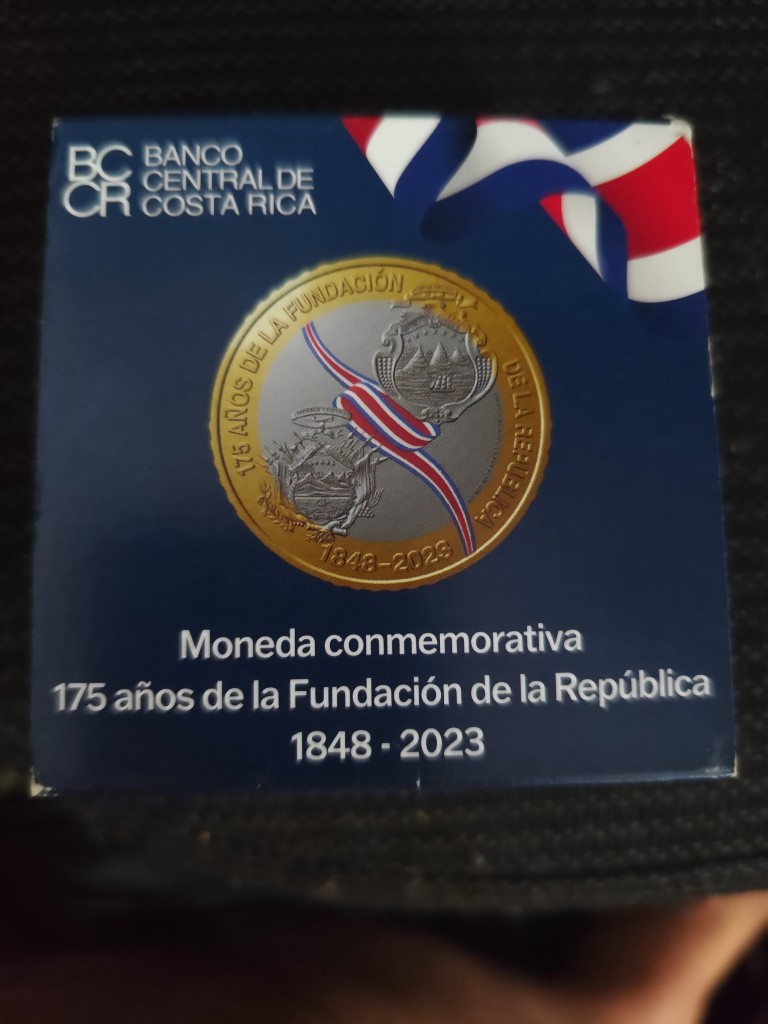 BC
CR
BANCO
CENTRAL DE
COSTA RICA
175 AÑOS DE LA FUNDACIÓN
DE LA REPÚBLICA
1848-2023
Moneda conmemorativa
175 años de la Fundación de la República
1848 - 2023